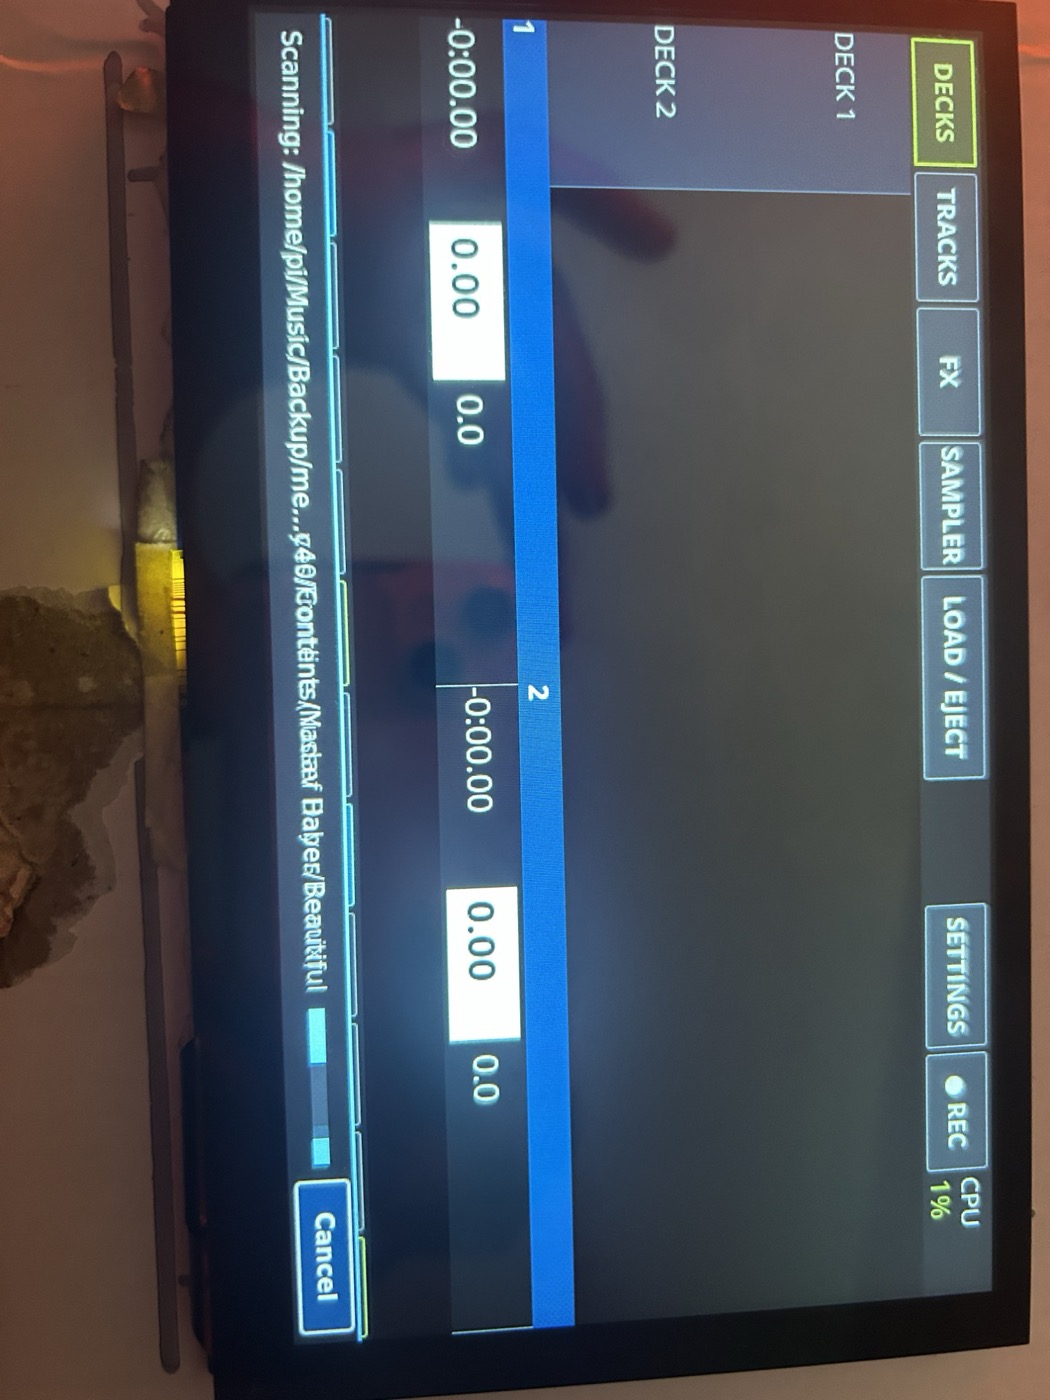 DECKS TRACKS FX SAMPLER LOAD / EJECT SETTINGS REC CPU
1%
DECK 1
DECK 2
1 2
-0:00.00 0.00 0.0 -0:00.00 0.00 0.0
Scanning: /home/pi/Music/Backup/me... Cancel